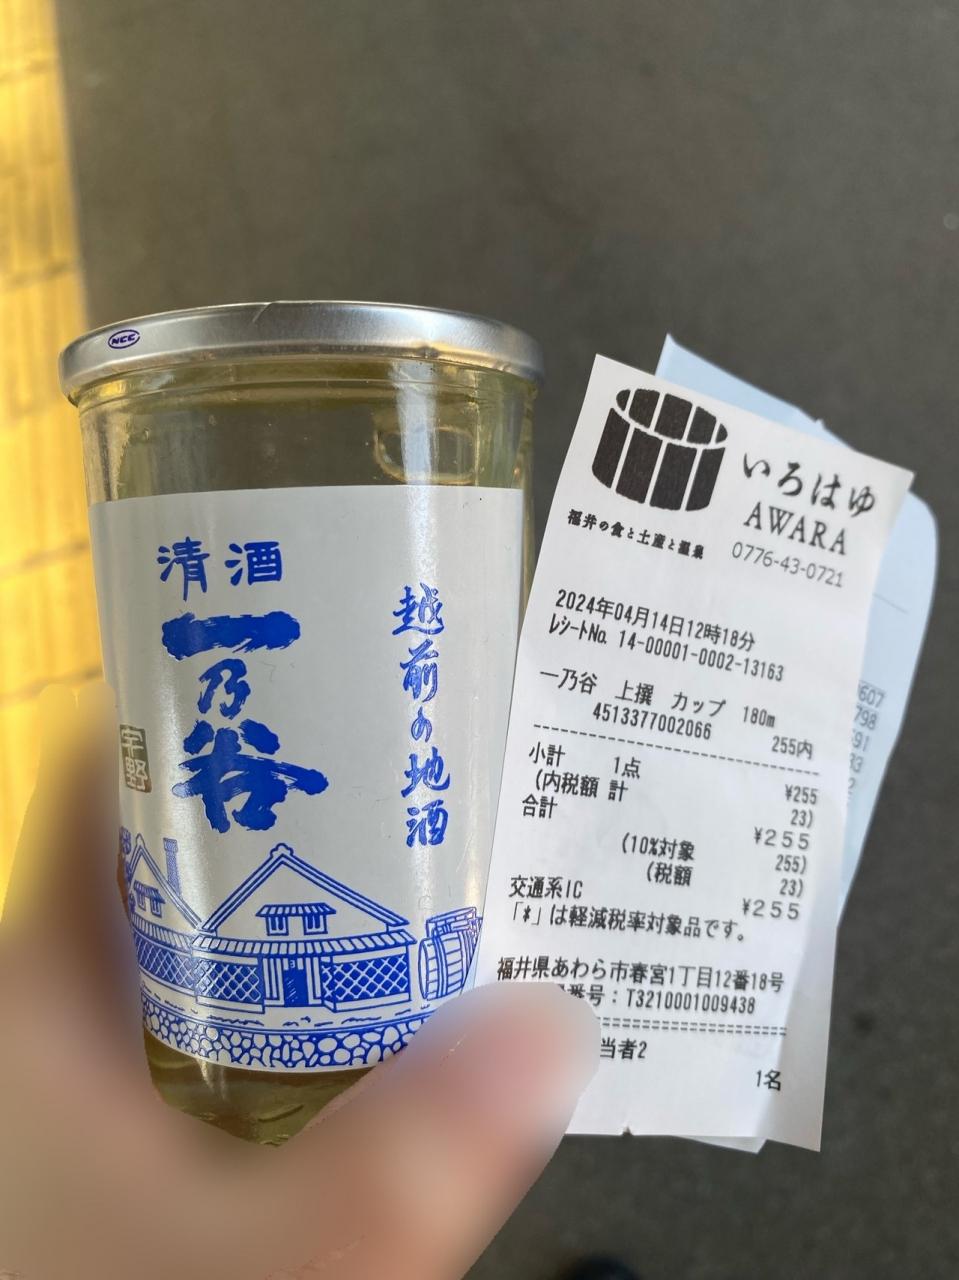 NCC
清酒
一乃谷
越前の地酒
宇野
いろはゆ
AWARA
福井の食と土産と温泉
0776-43-0721
2024年04月14日12時18分
レシートNo. 14-00001-0002-13163
一乃谷 上撰 カップ 180m
4513377002066
255内
小計 1点 ¥255
(内税額 計 23)
合計 ¥255
(10%対象 255)
(税額 23)
交通系IC ¥255
「*」は軽減税率対象品です。
福井県あわら市春宮1丁目12番18号
番号：T3210001009438
当者2
1名
607
798